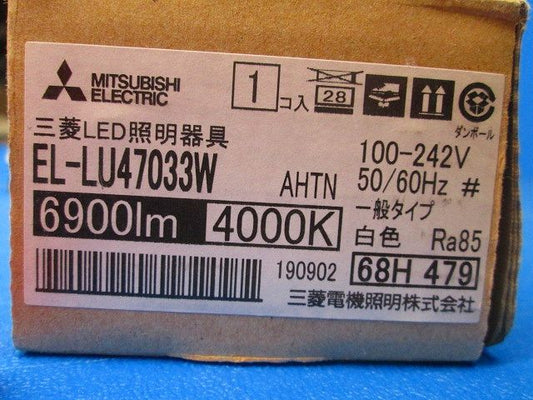 MITSUBISHI
ELECTRIC
1 コ入
28
ダンボール
三菱LED照明器具
EL-LU47033W AHTN
100-242V
50/60Hz #
6900lm 4000K
一般タイプ
白色 Ra85
190902 68H 479
三菱電機照明株式会社